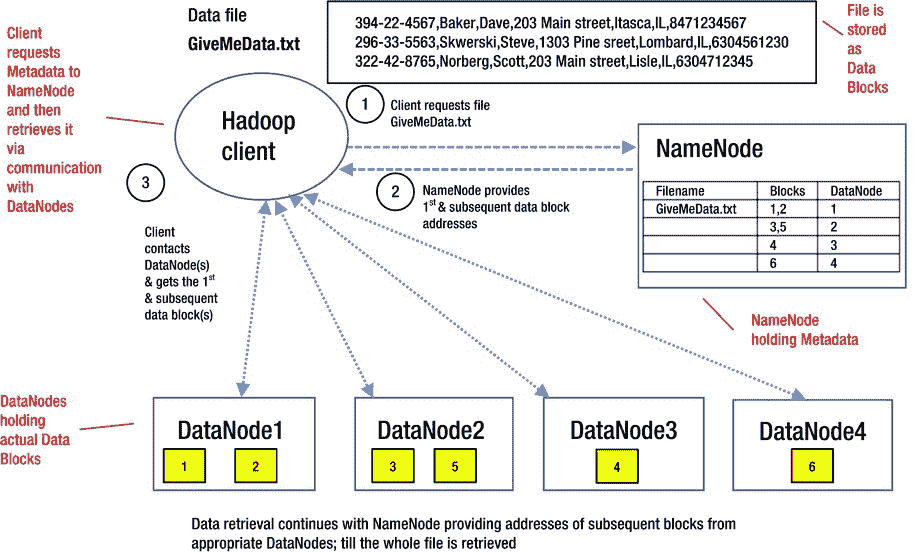 Client
requests
Metadata to
NameNode
and then
retrieves it
via
communication
with
DataNodes
Data file
GiveMeData.txt
394-22-4567,Baker,Dave,203 Main street,Itasca,IL,8471234567
296-33-5563,Skwerski,Steve,1303 Pine sreet,Lombard,IL,6304561230
322-42-8765,Norberg,Scott,203 Main street,Lisle,IL,6304712345
File is
stored
as
Data
Blocks
Hadoop
client
1
Client requests file
GiveMeData.txt
2
NameNode provides
1st & subsequent data block
addresses
NameNode
Filename Blocks DataNode
GiveMeData.txt 1,2 1
3,5 2
4 3
6 4
NameNode
holding Metadata
3
Client
contacts
DataNode(s)
& gets the 1st
& subsequent
data block(s)
DataNodes
holding
actual Data
Blocks
DataNode1
1 2
DataNode2
3 5
DataNode3
4
DataNode4
6
Data retrieval continues with NameNode providing addresses of subsequent blocks from
appropriate DataNodes; till the whole file is retrieved